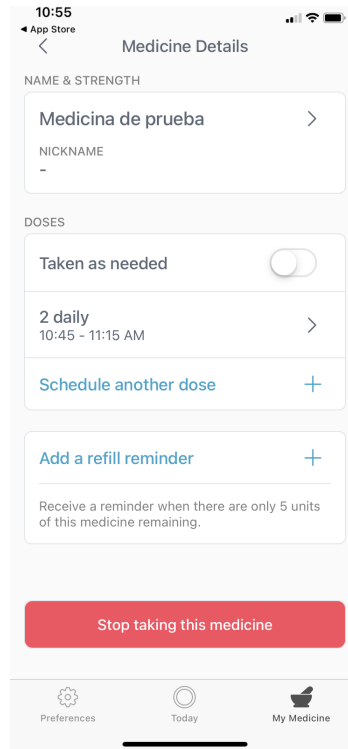 10:55
App Store
Medicine Details
NAME & STRENGTH
Medicina de prueba
NICKNAME
-
DOSES
Taken as needed
2 daily
10:45 - 11:15 AM
Schedule another dose
Add a refill reminder
Receive a reminder when there are only 5 units
of this medicine remaining.
Stop taking this medicine
Preferences
Today
My Medicine